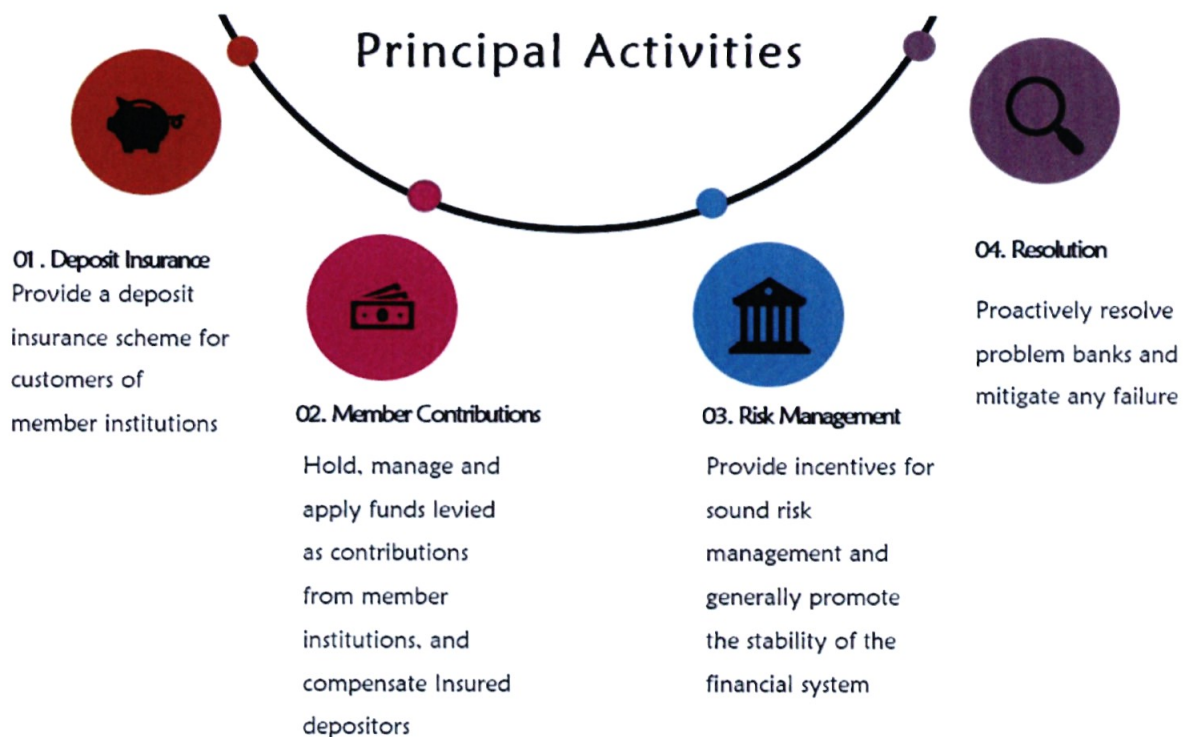 Principal Activities
01. Deposit Insurance
Provide a deposit
insurance scheme for
customers of
member institutions
02. Member Contributions
Hold, manage and
apply funds levied
as contributions
from member
institutions, and
compensate Insured
depositors
03. Risk Management
Provide incentives for
sound risk
management and
generally promote
the stability of the
financial system
04. Resolution
Proactively resolve
problem banks and
mitigate any failure